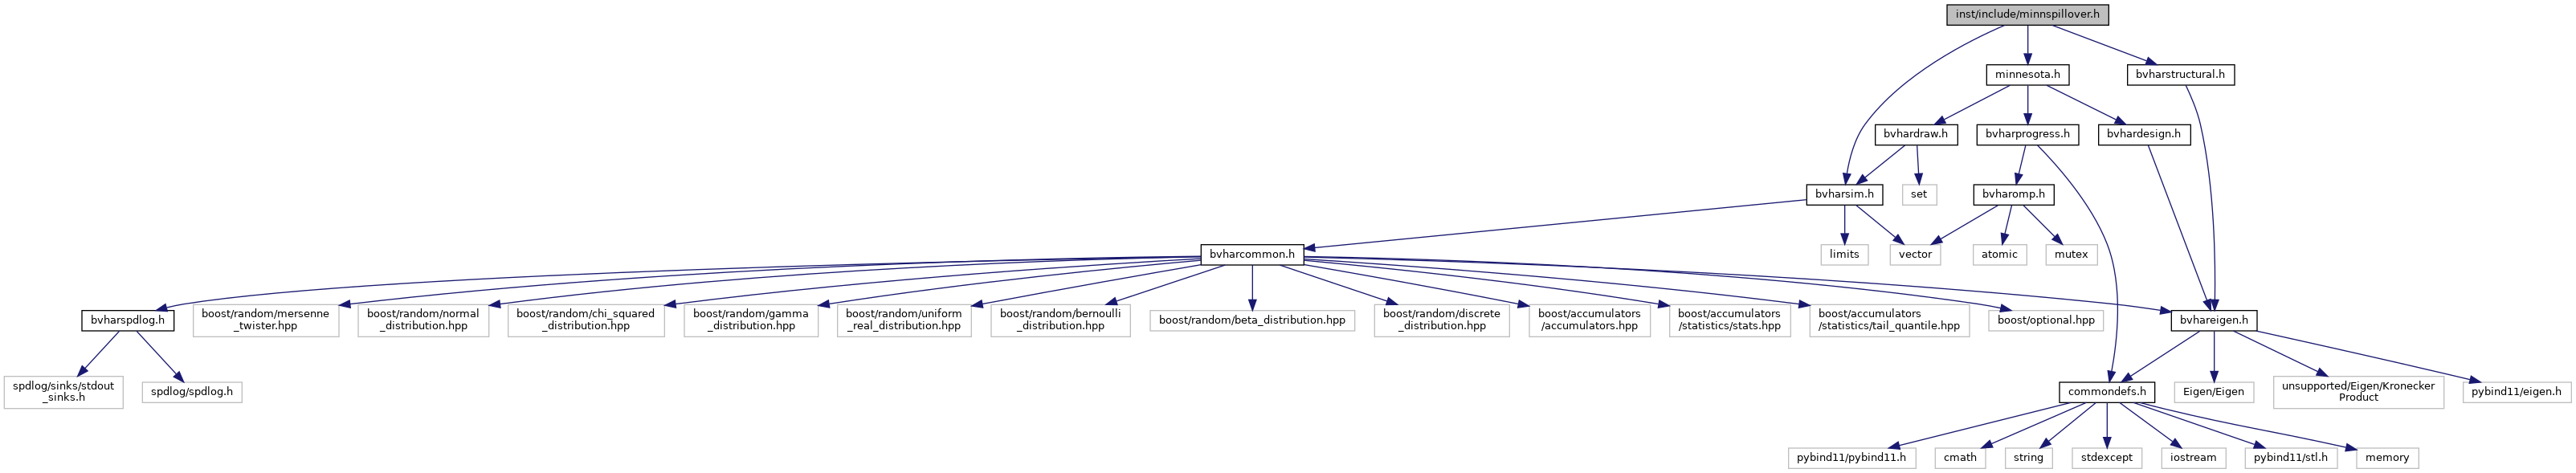 inst/include/minnspillover.h
minnesota.h
bvharstructural.h
bvhardraw.h
bvharprogress.h
bvhardesign.h
bvharsim.h
set
bvharomp.h
bvharcommon.h
limits
vector
atomic
mutex
bvharspdlog.h
boost/random/mersenne
_twister.hpp
boost/random/normal
_distribution.hpp
boost/random/chi_squared
_distribution.hpp
boost/random/gamma
_distribution.hpp
boost/random/uniform
_real_distribution.hpp
boost/random/bernoulli
_distribution.hpp
boost/random/beta_distribution.hpp
boost/random/discrete
_distribution.hpp
boost/accumulators
/accumulators.hpp
boost/accumulators
/statistics/stats.hpp
boost/accumulators
/statistics/tail_quantile.hpp
boost/optional.hpp
bvhareigen.h
spdlog/sinks/stdout
_sinks.h
spdlog/spdlog.h
commondefs.h
Eigen/Eigen
unsupported/Eigen/Kronecker
Product
pybind11/eigen.h
pybind11/pybind11.h
cmath
string
stdexcept
iostream
pybind11/stl.h
memory